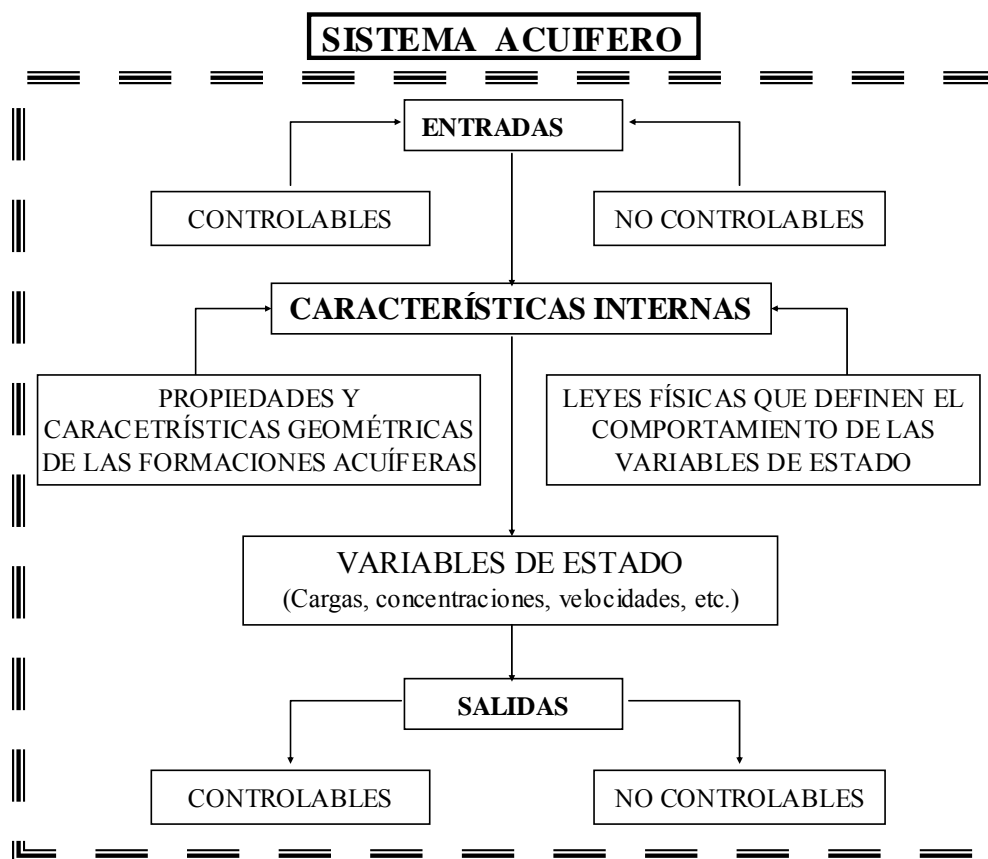 SISTEMA ACUIFERO
ENTRADAS
CONTROLABLES
NO CONTROLABLES
CARACTERÍSTICAS INTERNAS
PROPIEDADES Y
CARACETRÍSTICAS GEOMÉTRICAS
DE LAS FORMACIONES ACUÍFERAS
LEYES FÍSICAS QUE DEFINEN EL
COMPORTAMIENTO DE LAS
VARIABLES DE ESTADO
VARIABLES DE ESTADO
(Cargas, concentraciones, velocidades, etc.)
SALIDAS
CONTROLABLES
NO CONTROLABLES